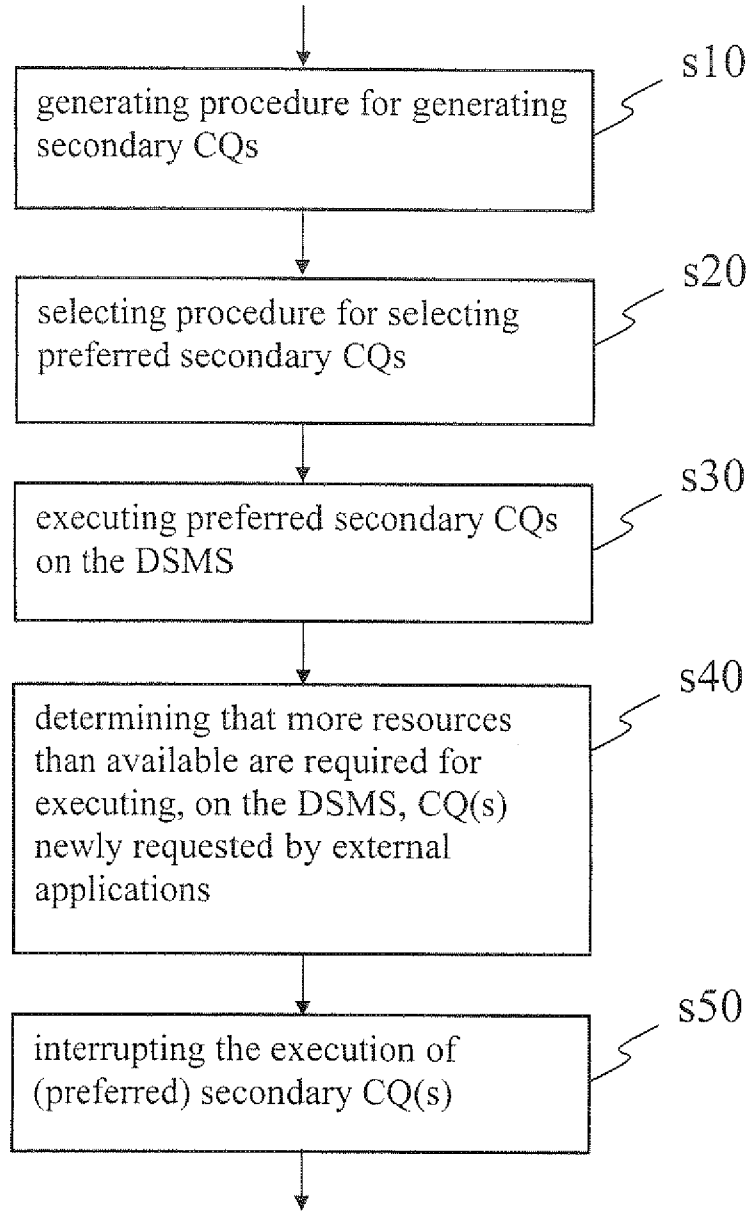 s10
generating procedure for generating
secondary CQs
s20
selecting procedure for selecting
preferred secondary CQs
s30
executing preferred secondary CQs
on the DSMS
s40
determining that more resources
than available are required for
executing, on the DSMS, CQ(s)
newly requested by external
applications
s50
interrupting the execution of
(preferred) secondary CQ(s)